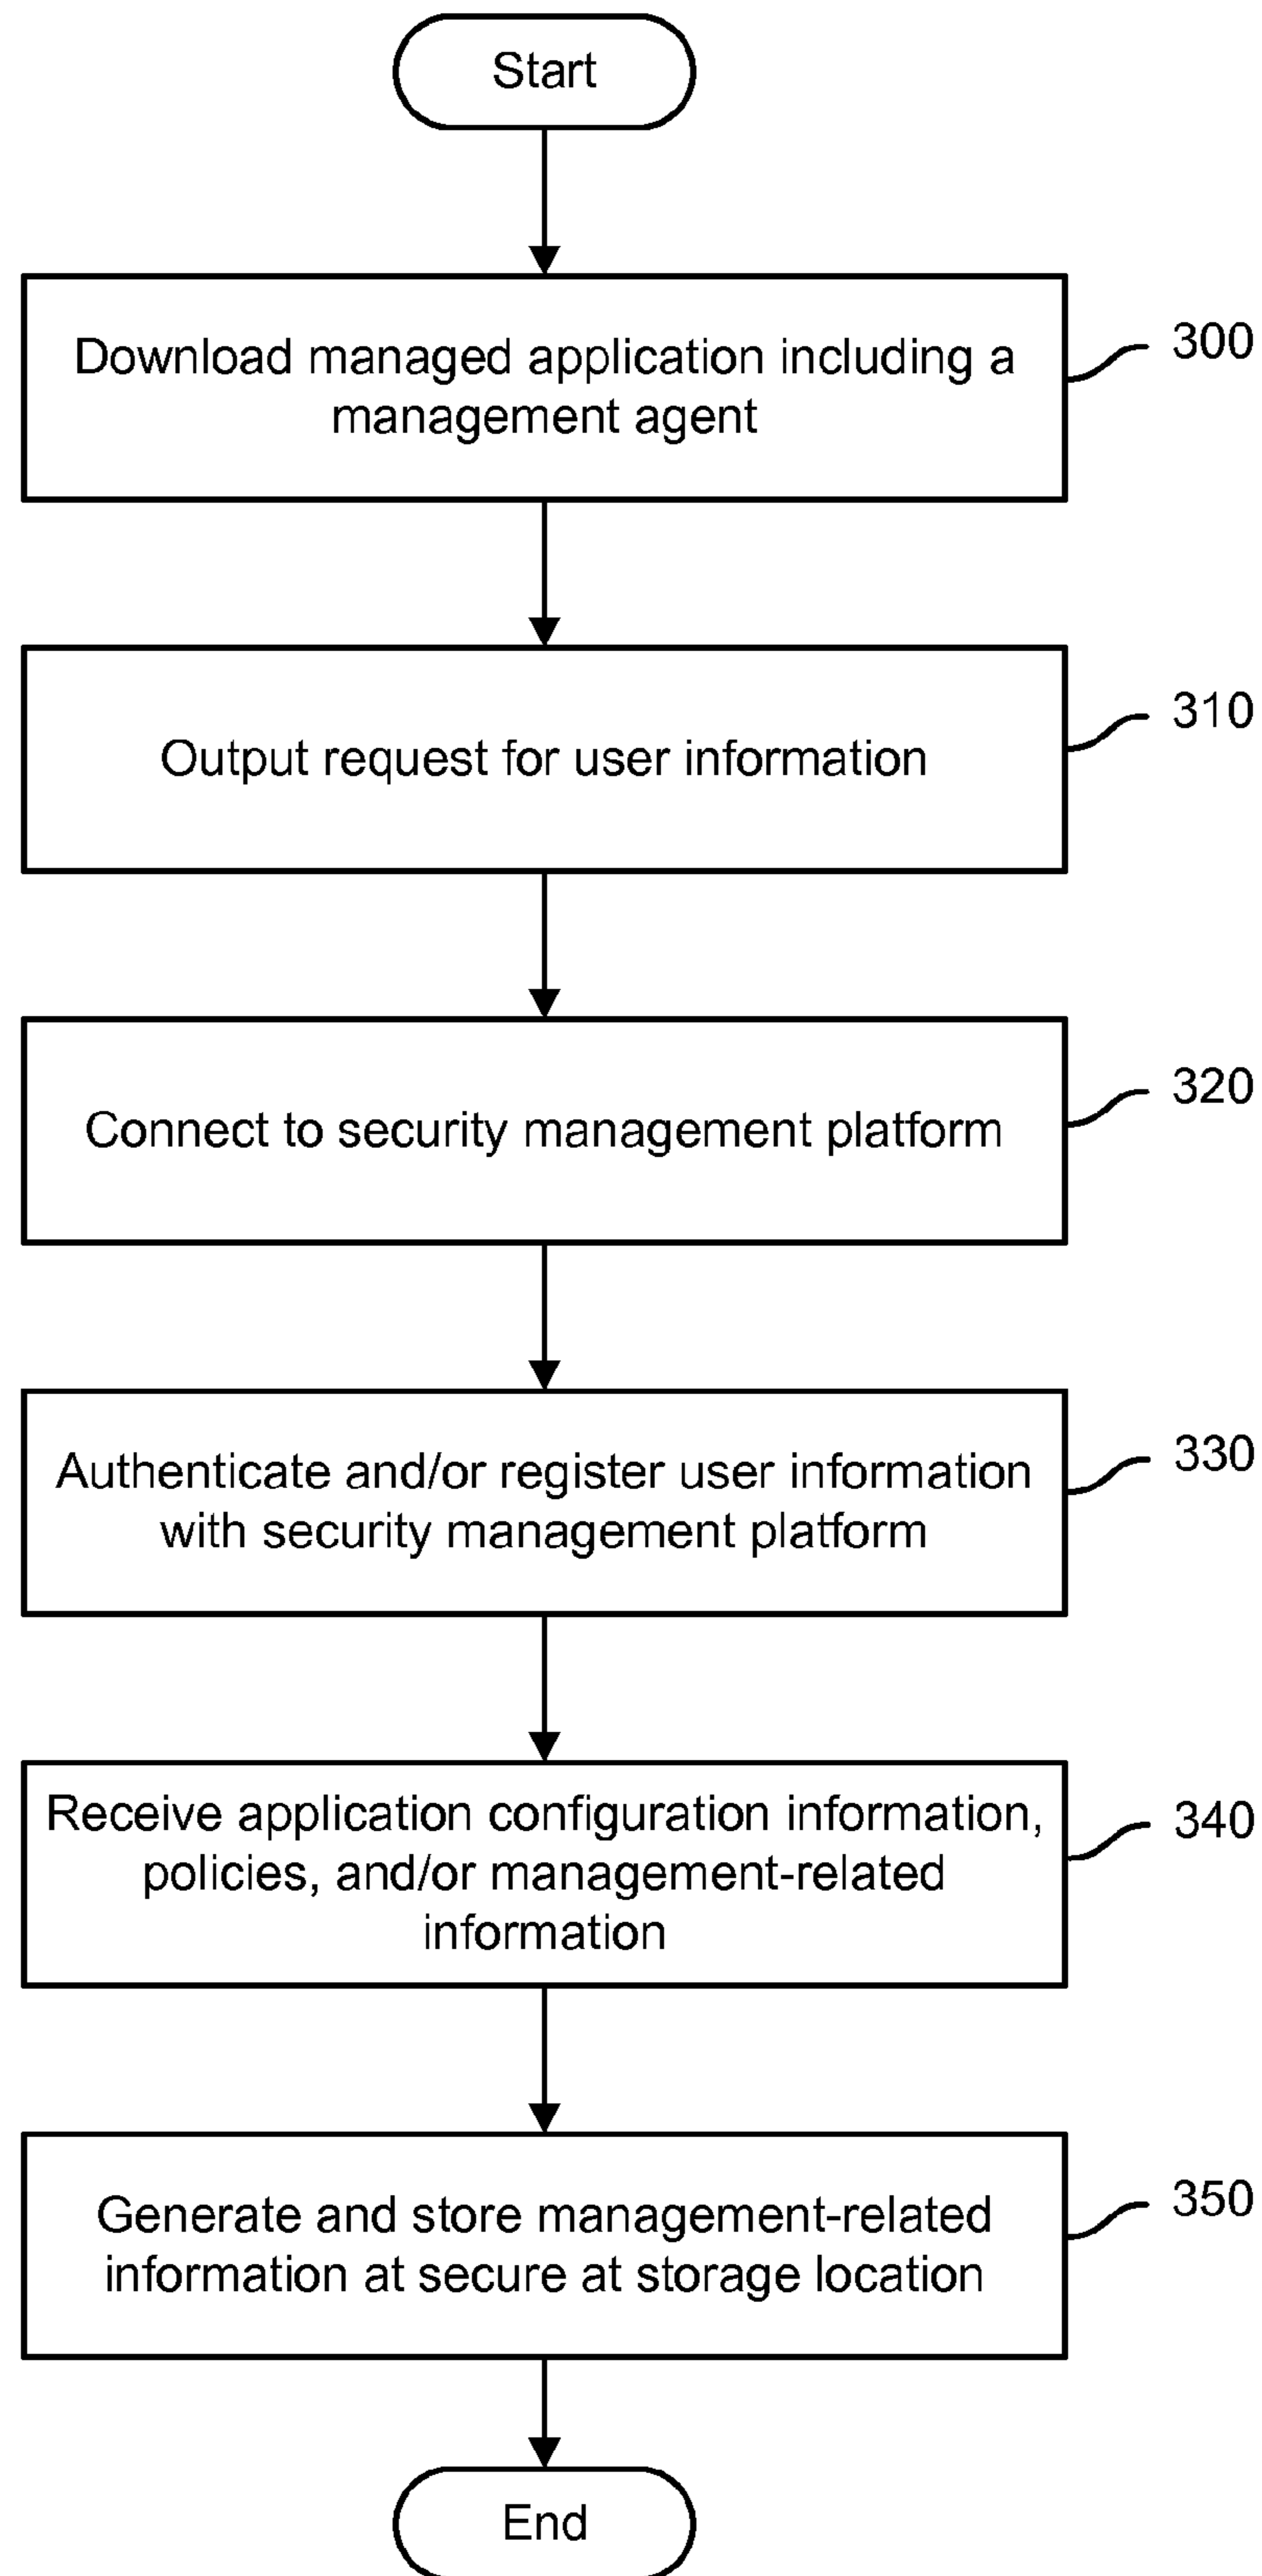 Start
Download managed application including a
management agent
300
Output request for user information
310
Connect to security management platform
320
Authenticate and/or register user information
with security management platform
330
Receive application configuration information,
policies, and/or management-related
information
340
Generate and store management-related
information at secure at storage location
350
End